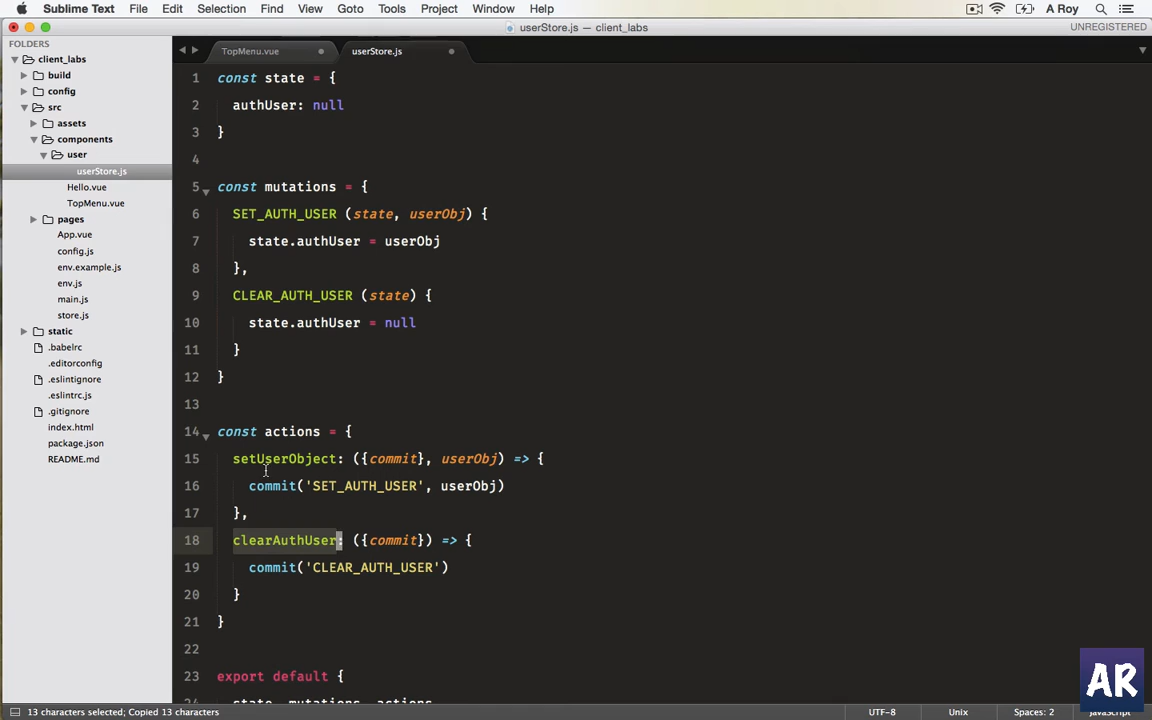 Sublime Text File Edit Selection Find View Goto Tools Project Window Help A Roy
userStore.js — client_labs UNREGISTERED
FOLDERS
client_labs
build
config
src
assets
components
user
userStore.js
Hello.vue
TopMenu.vue
pages
App.vue
config.js
env.example.js
env.js
main.js
store.js
static
.babelrc
.editorconfig
.eslintignore
.eslintrc.js
.gitignore
index.html
package.json
README.md
TopMenu.vue userStore.js
1 const state = {
2 authUser: null
3 }
4
5 const mutations = {
6 SET_AUTH_USER (state, userObj) {
7 state.authUser = userObj
8 },
9 CLEAR_AUTH_USER (state) {
10 state.authUser = null
11 }
12 }
13
14 const actions = {
15 setUserObject: ({commit}, userObj) => {
16 commit('SET_AUTH_USER', userObj)
17 },
18 clearAuthUser: ({commit}) => {
19 commit('CLEAR_AUTH_USER')
20 }
21 }
22
23 export default {
24 state, mutations, actions
AR
13 characters selected; Copied 13 characters UTF-8 Unix Spaces: 2 JavaScript